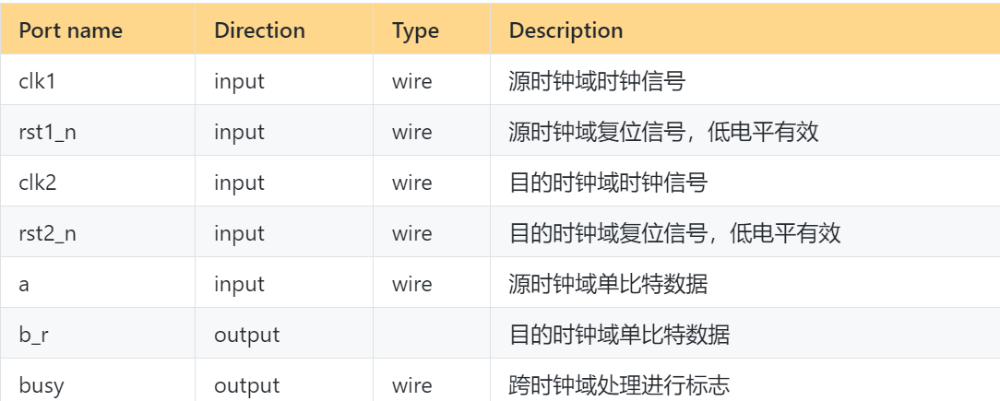 Port name Direction Type Description
clk1 input wire 源时钟域时钟信号
rst1_n input wire 源时钟域复位信号，低电平有效
clk2 input wire 目的时钟域时钟信号
rst2_n input wire 目的时钟域复位信号，低电平有效
a input wire 源时钟域单比特数据
b_r output 目的时钟域单比特数据
busy output wire 跨时钟域处理进行标志